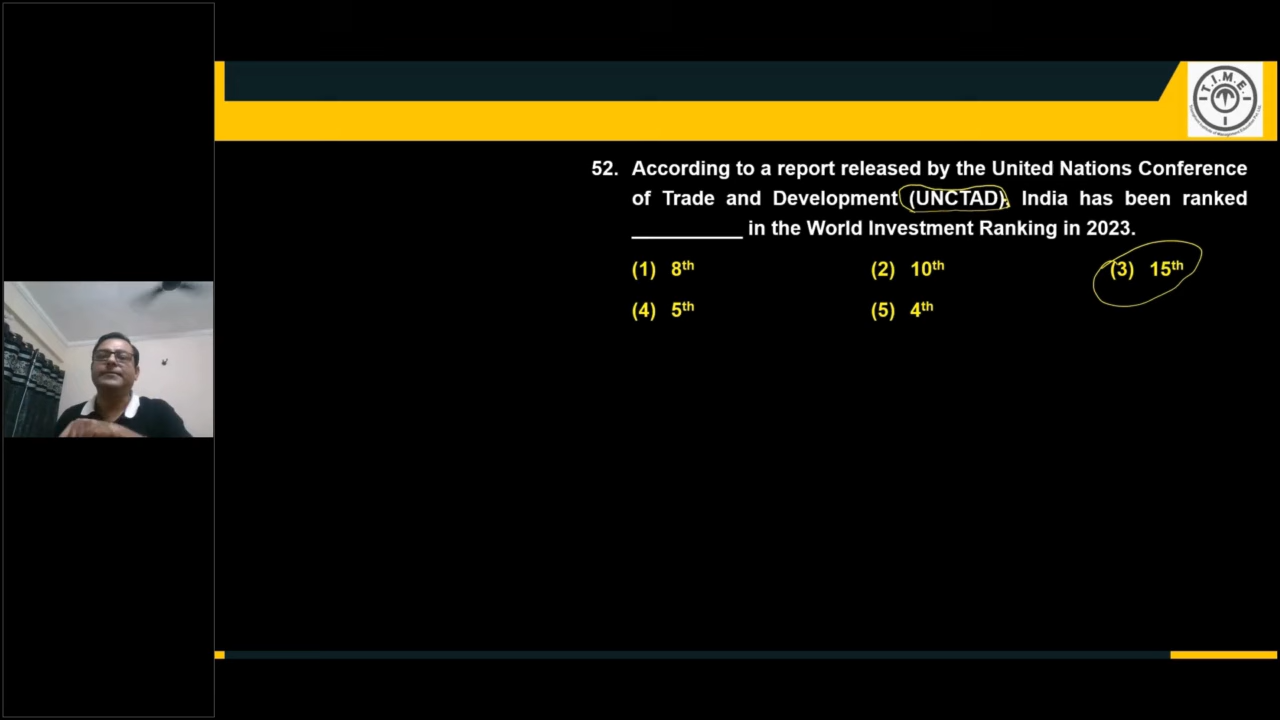 T.I.M.E.
52. According to a report released by the United Nations Conference
of Trade and Development (UNCTAD), India has been ranked
__________ in the World Investment Ranking in 2023.
(1) 8th (2) 10th (3) 15th
(4) 5th (5) 4th